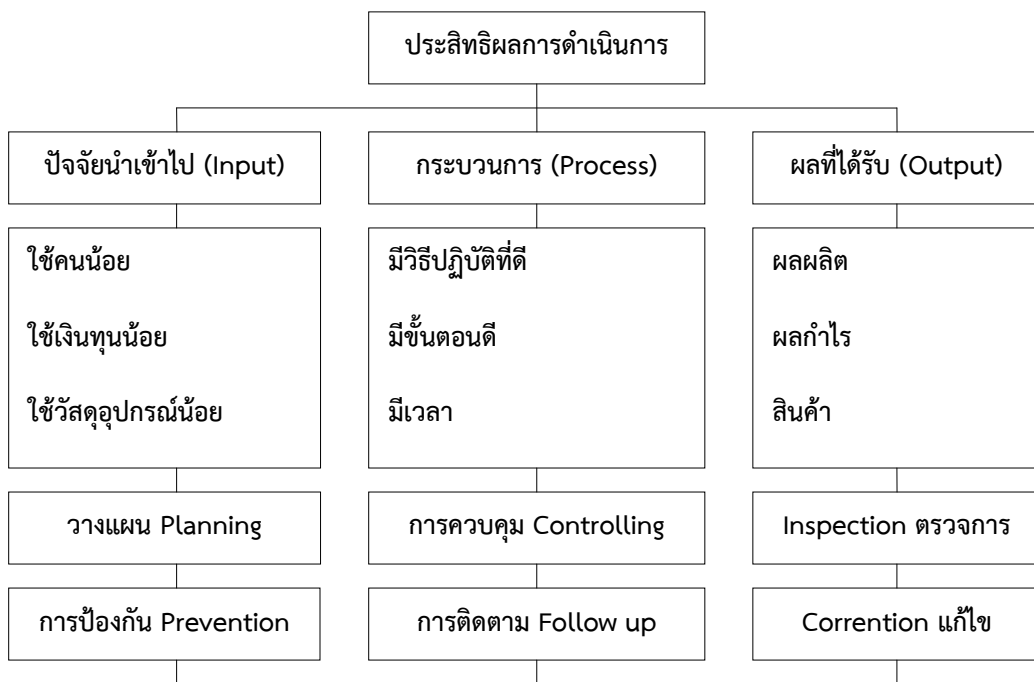 ประสิทธิผลการดำเนินการ
ปัจจัยนำเข้าไป (Input)
ใช้คนน้อย
ใช้เงินทุนน้อย
ใช้วัสดุอุปกรณ์น้อย
วางแผน Planning
การป้องกัน Prevention
กระบวนการ (Process)
มีวิธีปฏิบัติที่ดี
มีขั้นตอนดี
มีเวลา
การควบคุม Controlling
การติดตาม Follow up
ผลที่ได้รับ (Output)
ผลผลิต
ผลกำไร
สินค้า
Inspection ตรวจการ
Corrention แก้ไข